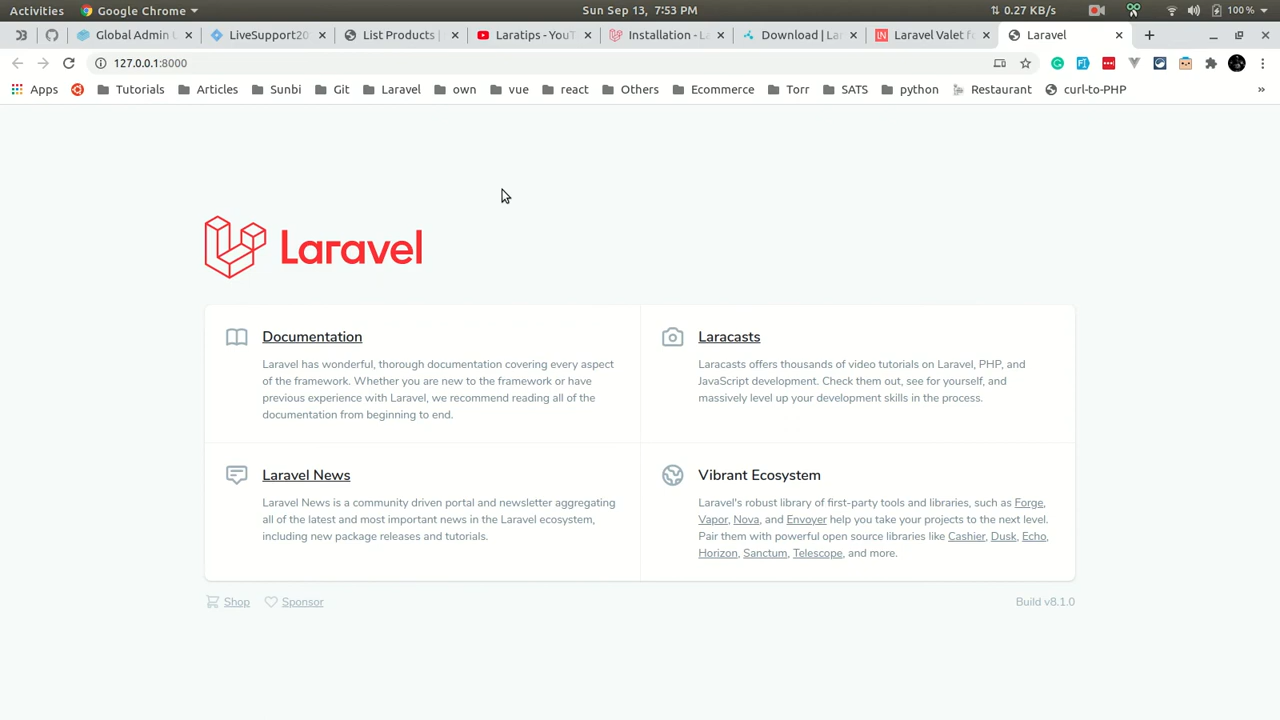 Activities Google Chrome Sun Sep 13, 7:53 PM 0.27 KB/s 100 %
Global Admin LiveSupport20 List Products | Laratips - YouT Installation - La Download | Lar Laravel Valet fo Laravel
127.0.0.1:8000
Apps Tutorials Articles Sunbi Git Laravel own vue react Others Ecommerce Torr SATS python Restaurant curl-to-PHP »
Laravel
Documentation
Laravel has wonderful, thorough documentation covering every aspect
of the framework. Whether you are new to the framework or have
previous experience with Laravel, we recommend reading all of the
documentation from beginning to end.
Laracasts
Laracasts offers thousands of video tutorials on Laravel, PHP, and
JavaScript development. Check them out, see for yourself, and
massively level up your development skills in the process.
Laravel News
Laravel News is a community driven portal and newsletter aggregating
all of the latest and most important news in the Laravel ecosystem,
including new package releases and tutorials.
Vibrant Ecosystem
Laravel's robust library of first-party tools and libraries, such as Forge,
Vapor, Nova, and Envoyer help you take your projects to the next level.
Pair them with powerful open source libraries like Cashier, Dusk, Echo,
Horizon, Sanctum, Telescope, and more.
Shop Sponsor
Build v8.1.0